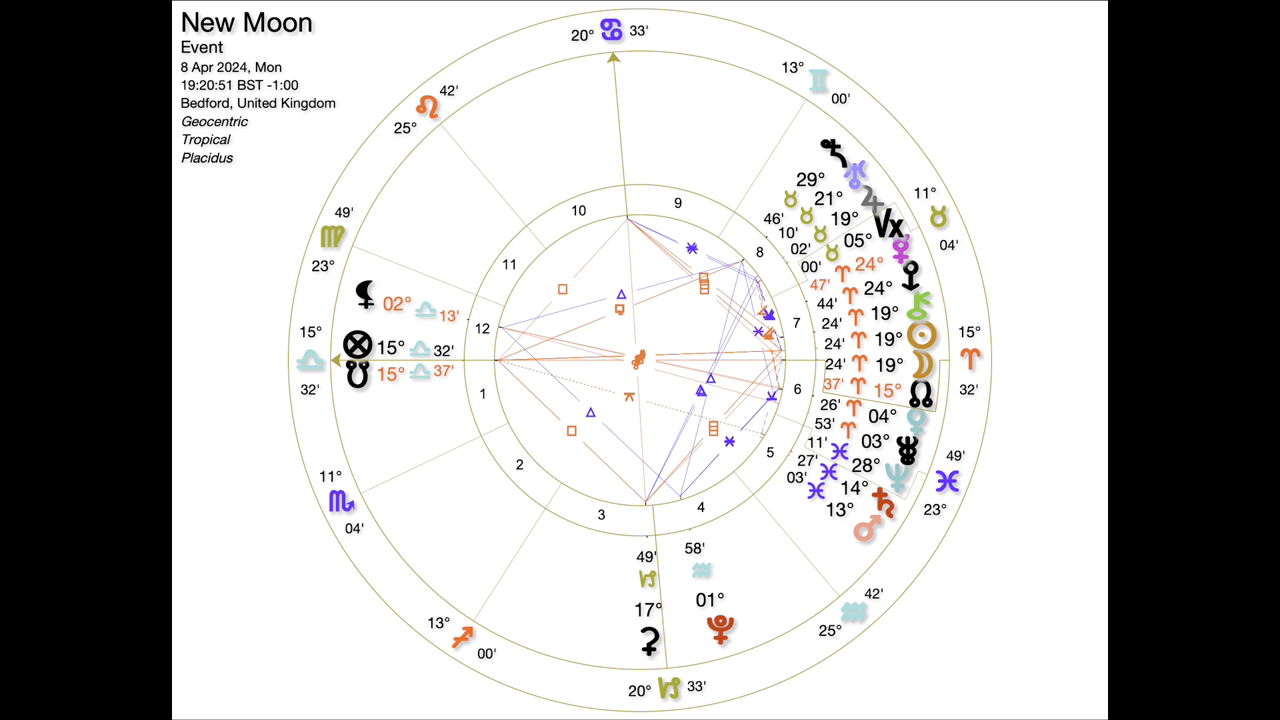 New Moon
Event
8 Apr 2024, Mon
19:20:51 BST -1:00
Bedford, United Kingdom
Geocentric
Tropical
Placidus
20° ♋ 33'
13° ♊ 00'
42' ♌ 25°
11° ♉ 04'
49' ♍ 23°
15° ♎ 32'
15° ♈ 32'
11° ♏ 04'
49' ♓ 23°
13° ♐ 00'
42' ♒ 25°
20° ♑ 33'
10
9
11
8
12
7
1
6
2
5
3
4
29° ♉ 46'
♅ 21° ♉ 10'
♃ 19° ♉ 02'
Vx 05° ♉ 00'
☿ 24° ♈ 47'
24° ♈ 44'
⚷ 19° ♈ 24'
☉ 19° ♈ 24'
☽ 19° ♈ 24'
☊ 15° ♈ 37'
♀ 04° ♈ 26'
03° ♈ 53'
♆ 28° ♓ 11'
♄ 14° ♓ 27'
♂ 13° ♓ 03'
⚸ 02° ♎ 13'
⊗ 15° ♎ 32'
☋ 15° ♎ 37'
49' ♑ 17° ⚳
58' ♒ 01° ♇